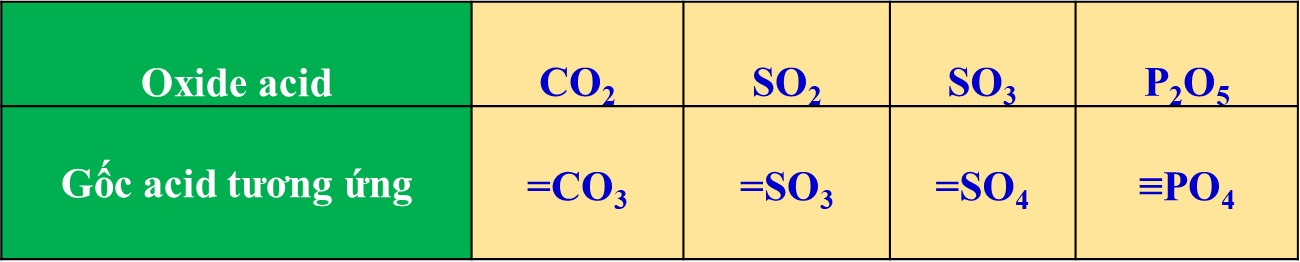 Oxide acid CO₂ SO₂ SO₃ P₂O₅
Gốc acid tương ứng =CO₃ =SO₃ =SO₄ ≡PO₄